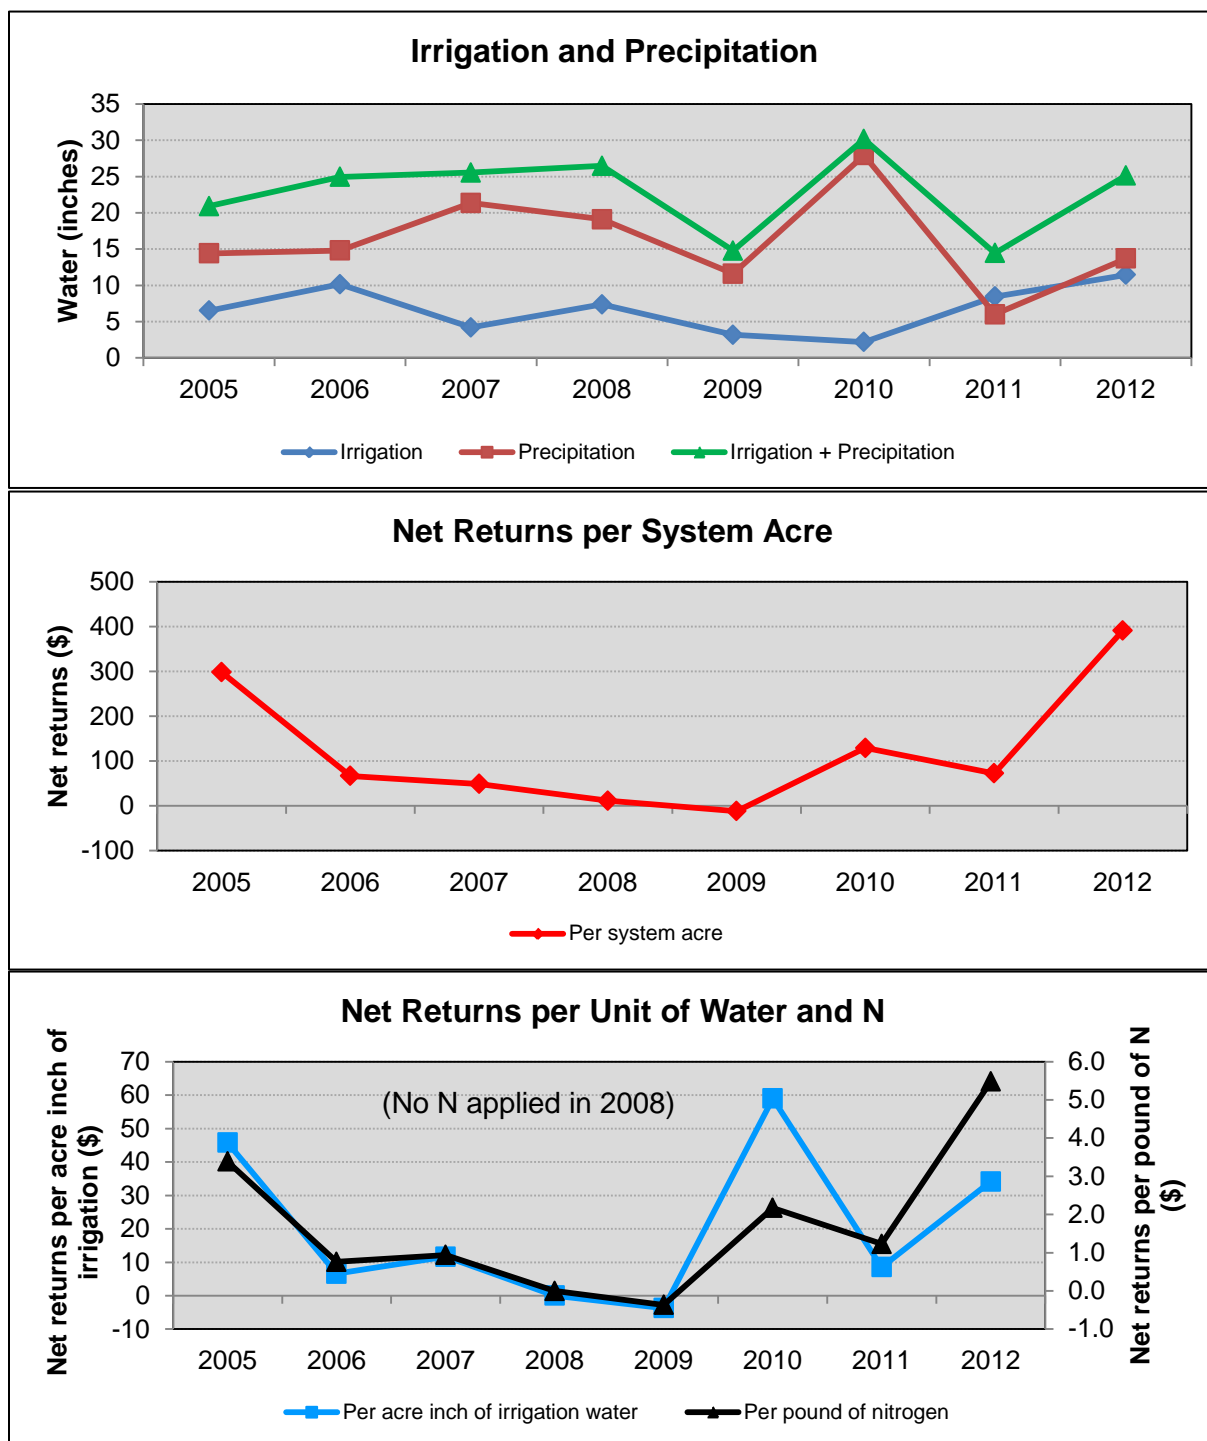 Irrigation and Precipitation
Water (inches)
35
30
25
20
15
10
5
0
2005 2006 2007 2008 2009 2010 2011 2012
Irrigation Precipitation Irrigation + Precipitation
Net Returns per System Acre
Net returns ($)
500
400
300
200
100
0
-100
2005 2006 2007 2008 2009 2010 2011 2012
Per system acre
Net Returns per Unit of Water and N
Net returns per acre inch of
irrigation ($)
70
60
50
40
30
20
10
0
-10
(No N applied in 2008)
6.0
5.0
4.0
3.0
2.0
1.0
0.0
-1.0
Net returns per pound of N
($)
2005 2006 2007 2008 2009 2010 2011 2012
Per acre inch of irrigation water Per pound of nitrogen